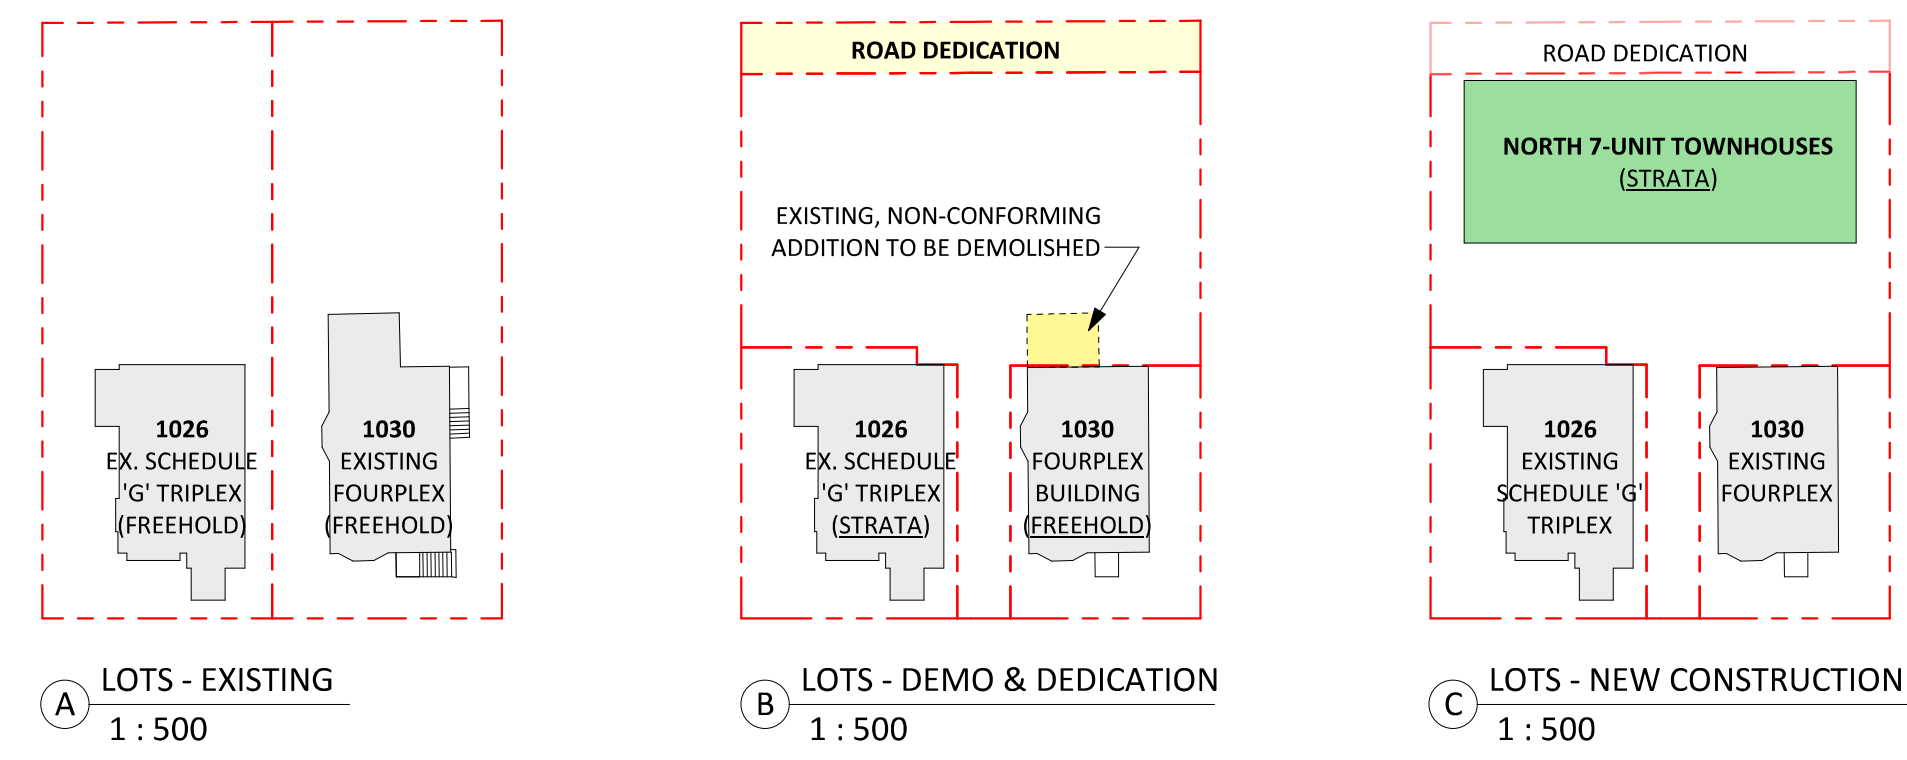 1026
EX. SCHEDULE
'G' TRIPLEX
(FREEHOLD)
1030
EXISTING
FOURPLEX
(FREEHOLD)
A
LOTS - EXISTING
1 : 500
ROAD DEDICATION
EXISTING, NON-CONFORMING
ADDITION TO BE DEMOLISHED
1026
EX. SCHEDULE
'G' TRIPLEX
(STRATA)
1030
FOURPLEX
BUILDING
(FREEHOLD)
B
LOTS - DEMO & DEDICATION
1 : 500
ROAD DEDICATION
NORTH 7-UNIT TOWNHOUSES
(STRATA)
1026
EXISTING
SCHEDULE 'G'
TRIPLEX
1030
EXISTING
FOURPLEX
C
LOTS - NEW CONSTRUCTION
1 : 500